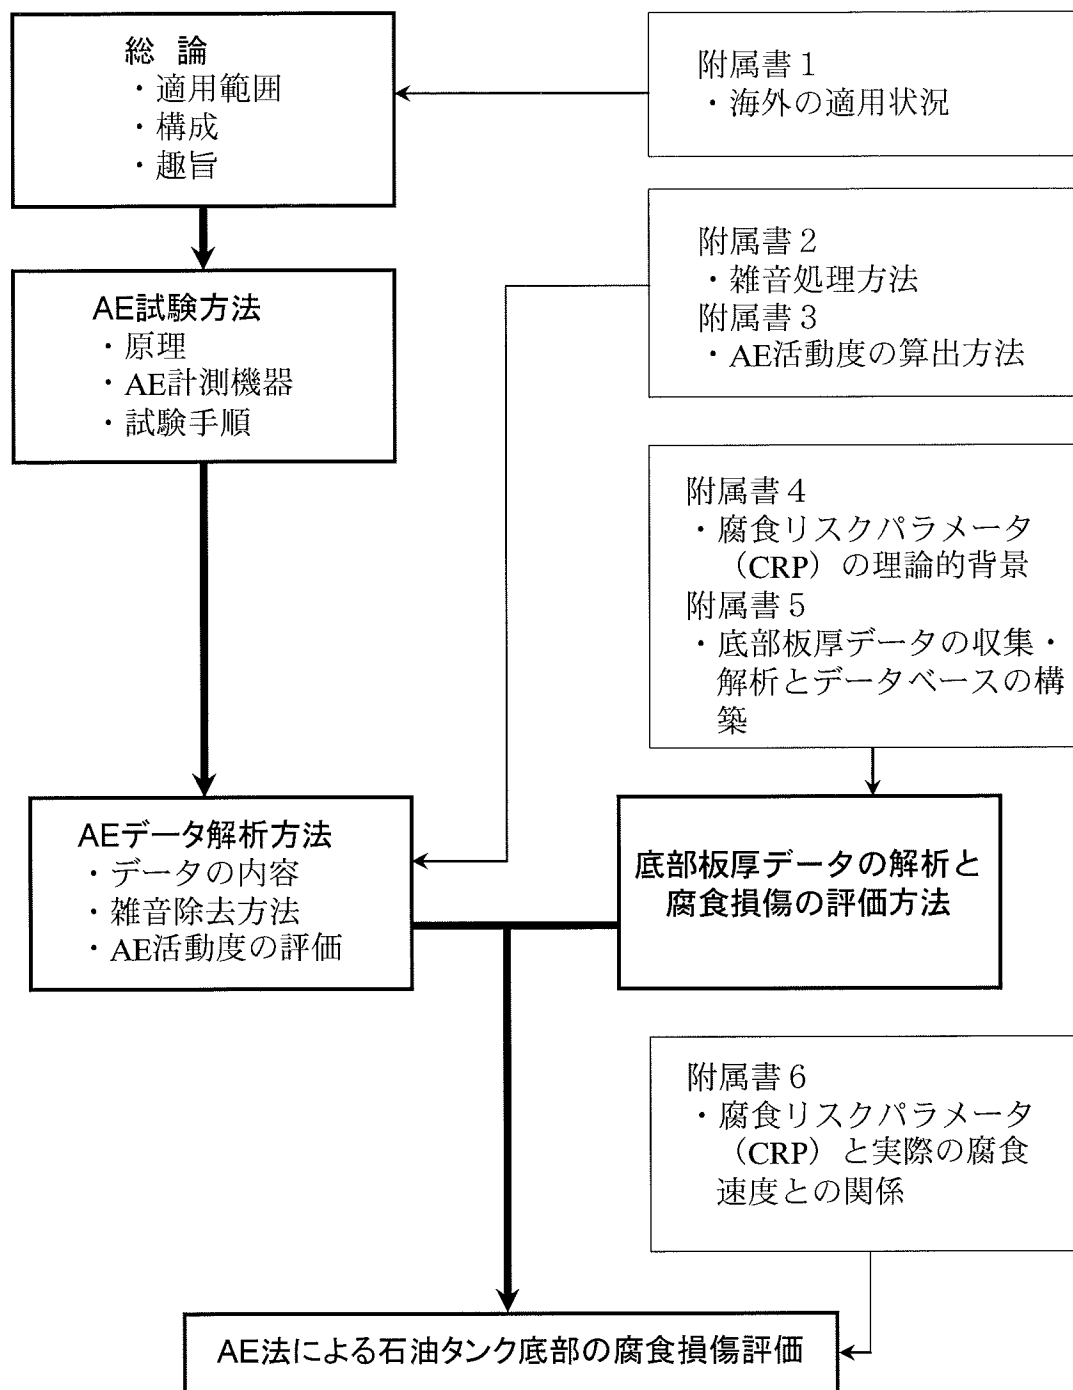 総 論
・適用範囲
・構成
・趣旨
附属書1
・海外の適用状況
附属書2
・雑音処理方法
附属書3
・AE活動度の算出方法
AE試験方法
・原理
・AE計測機器
・試験手順
附属書4
・腐食リスクパラメータ
（CRP）の理論的背景
附属書5
・底部板厚データの収集・
解析とデータベースの構
築
AEデータ解析方法
・データの内容
・雑音除去方法
・AE活動度の評価
底部板厚データの解析と
腐食損傷の評価方法
附属書6
・腐食リスクパラメータ
（CRP）と実際の腐食
速度との関係
AE法による石油タンク底部の腐食損傷評価